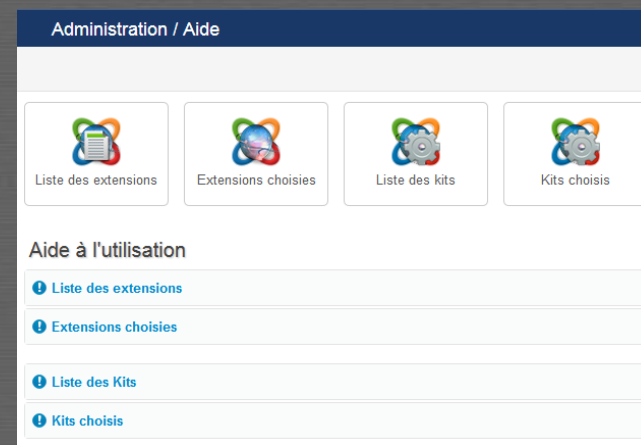 Administration / Aide
Liste des extensions
Extensions choisies
Liste des kits
Kits choisis
Aide à l'utilisation
Liste des extensions
Extensions choisies
Liste des Kits
Kits choisis